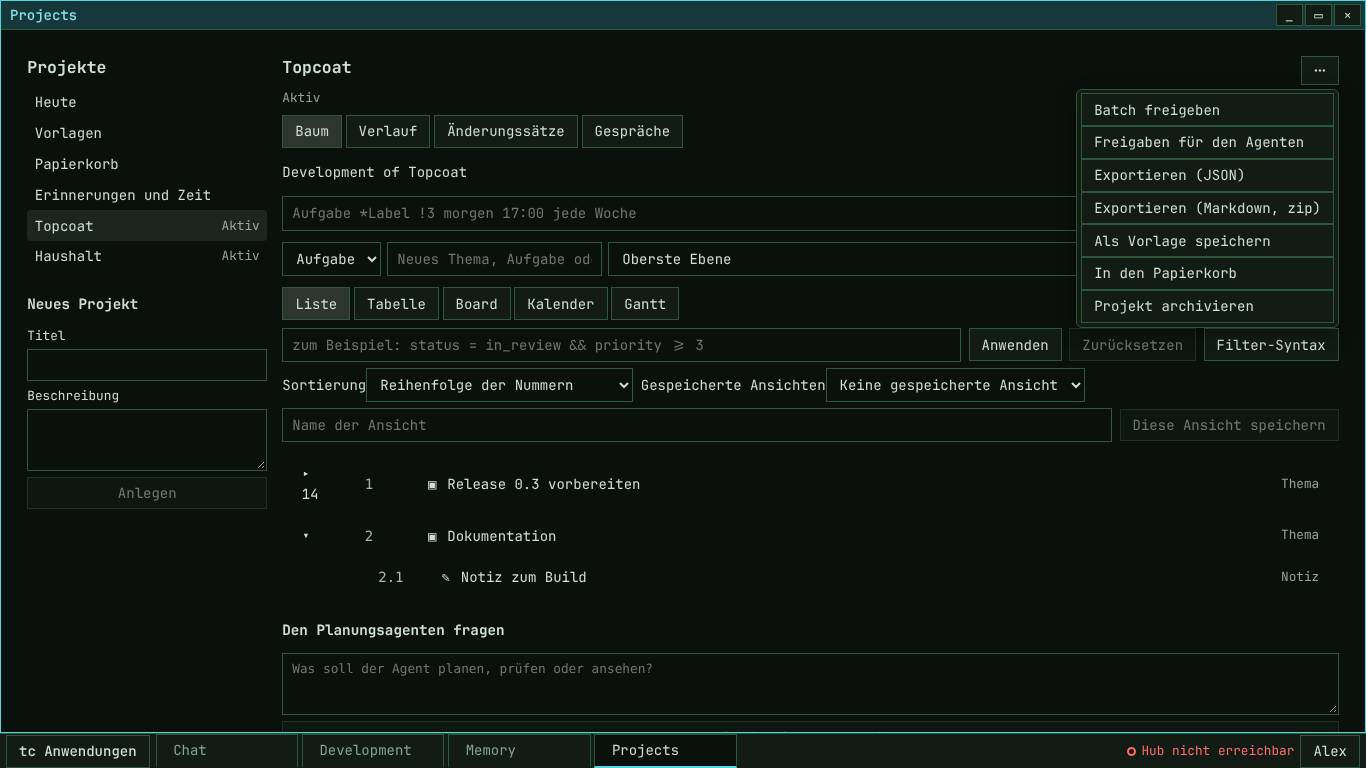 Projects
Projekte
Heute
Vorlagen
Papierkorb
Erinnerungen und Zeit
Topcoat Aktiv
Haushalt Aktiv
Neues Projekt
Titel
Beschreibung
Anlegen
Topcoat
Aktiv
Baum Verlauf Änderungssätze Gespräche
Development of Topcoat
Aufgabe *Label !3 morgen 17:00 jede Woche
Aufgabe Neues Thema, Aufgabe od Oberste Ebene
Liste Tabelle Board Kalender Gantt
zum Beispiel: status = in_review && priority ⩾ 3 Anwenden Zurücksetzen Filter-Syntax
Sortierung Reihenfolge der Nummern Gespeicherte Ansichten Keine gespeicherte Ansicht
Name der Ansicht Diese Ansicht speichern
▸ 14 1 ▣ Release 0.3 vorbereiten Thema
▾ 2 ▣ Dokumentation Thema
2.1 ✎ Notiz zum Build Notiz
Den Planungsagenten fragen
Was soll der Agent planen, prüfen oder ansehen?
…
Batch freigeben
Freigaben für den Agenten
Exportieren (JSON)
Exportieren (Markdown, zip)
Als Vorlage speichern
In den Papierkorb
Projekt archivieren
tc Anwendungen Chat Development Memory Projects Hub nicht erreichbar Alex